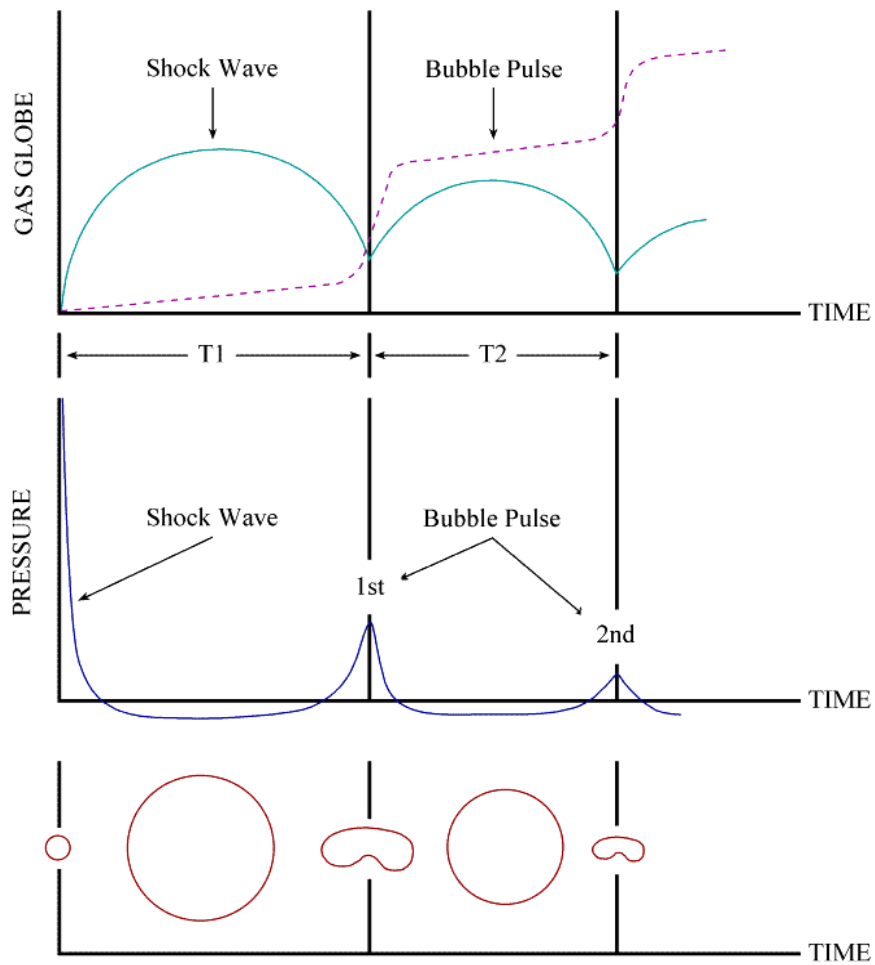 Shock Wave
Bubble Pulse
GAS GLOBE
TIME
T1
T2
PRESSURE
Shock Wave
Bubble Pulse
1st
2nd
TIME
TIME